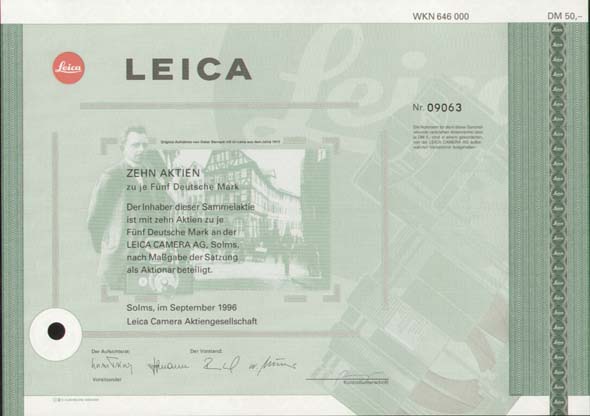 WKN 646 000
DM 50,–
Leica
LEICA
Nr. 09063
ZEHN AKTIEN
zu je Fünf Deutsche Mark
Der Inhaber dieser Sammelaktie
ist mit zehn Aktien zu je
Fünf Deutsche Mark an der
LEICA CAMERA AG, Solms,
nach Maßgabe der Satzung
als Aktionär beteiligt.
Solms, im September 1996
Leica Camera Aktiengesellschaft
Der Aufsichtsrat:
Der Vorstand:
Vorsitzender
Kontrollunterschrift